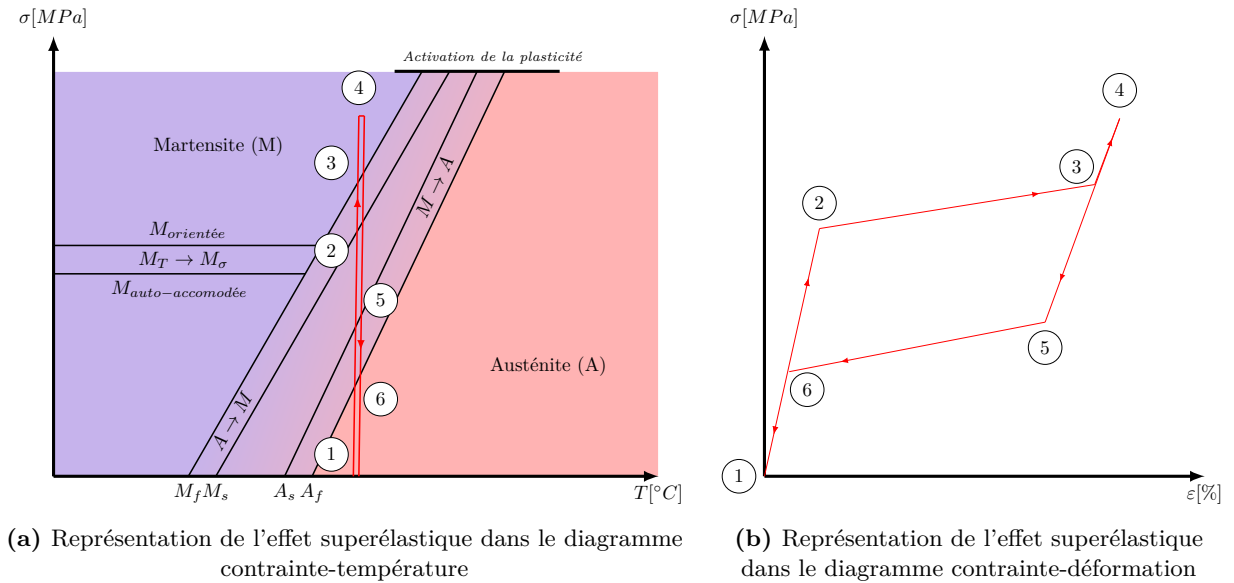 σ[MPa]
Activation de la plasticité
4
Martensite (M)
3
M → A
M_orientée
2
M_T → M_σ
M_auto−accomodée
5
Austénite (A)
6
A → M
1
M_f M_s A_s A_f T[°C]
(a) Représentation de l'effet superélastique dans le diagramme
contrainte-température
σ[MPa]
4
3
2
5
6
1
ε[%]
(b) Représentation de l'effet superélastique
dans le diagramme contrainte-déformation